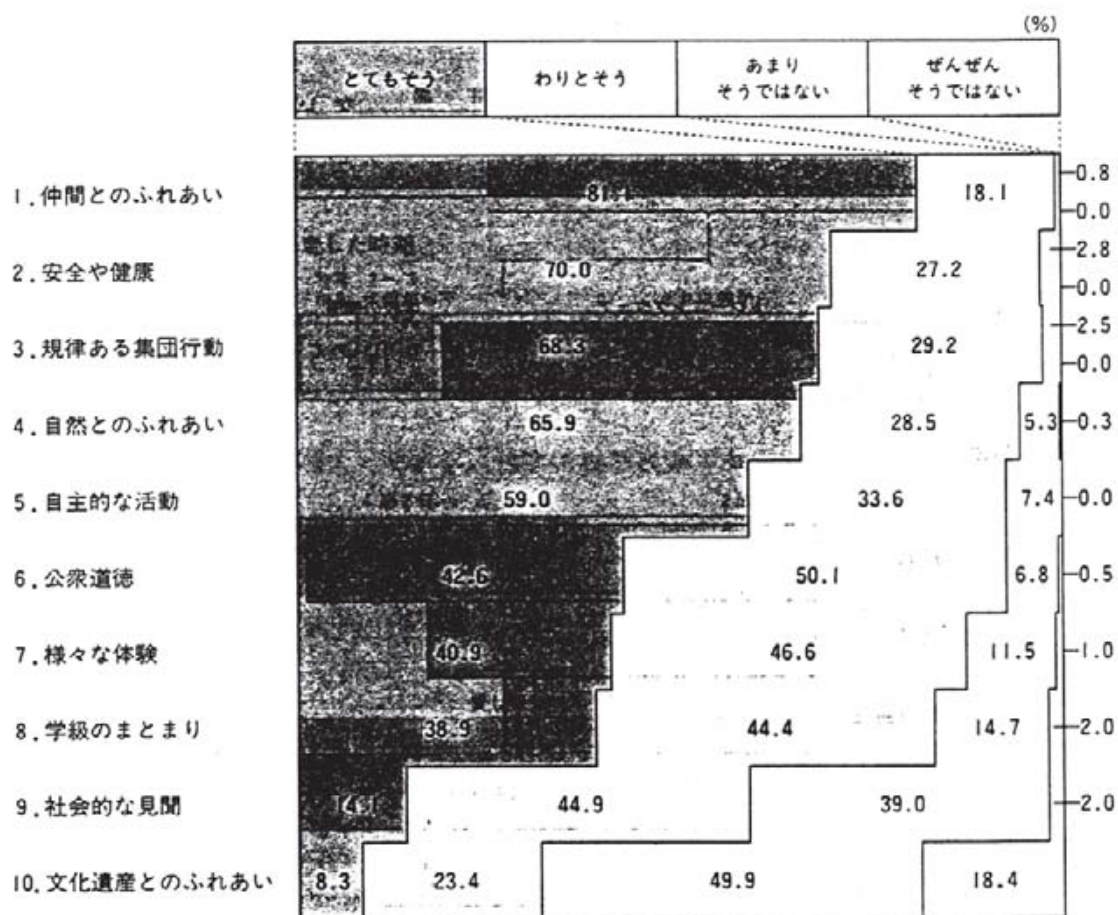 (%)
とてもそう わりとそう あまりそうではない ぜんぜんそうではない
1.仲間とのふれあい 81.1 18.1 0.8 0.0
2.安全や健康 70.0 27.2 2.8 0.0
3.規律ある集団行動 68.3 29.2 2.5 0.0
4.自然とのふれあい 65.9 28.5 5.3 0.3
5.自主的な活動 59.0 33.6 7.4 0.0
6.公衆道徳 42.6 50.1 6.8 0.5
7.様々な体験 40.9 46.6 11.5 1.0
8.学級のまとまり 38.9 44.4 14.7 2.0
9.社会的な見聞 14.1 44.9 39.0 2.0
10.文化遺産とのふれあい 8.3 23.4 49.9 18.4